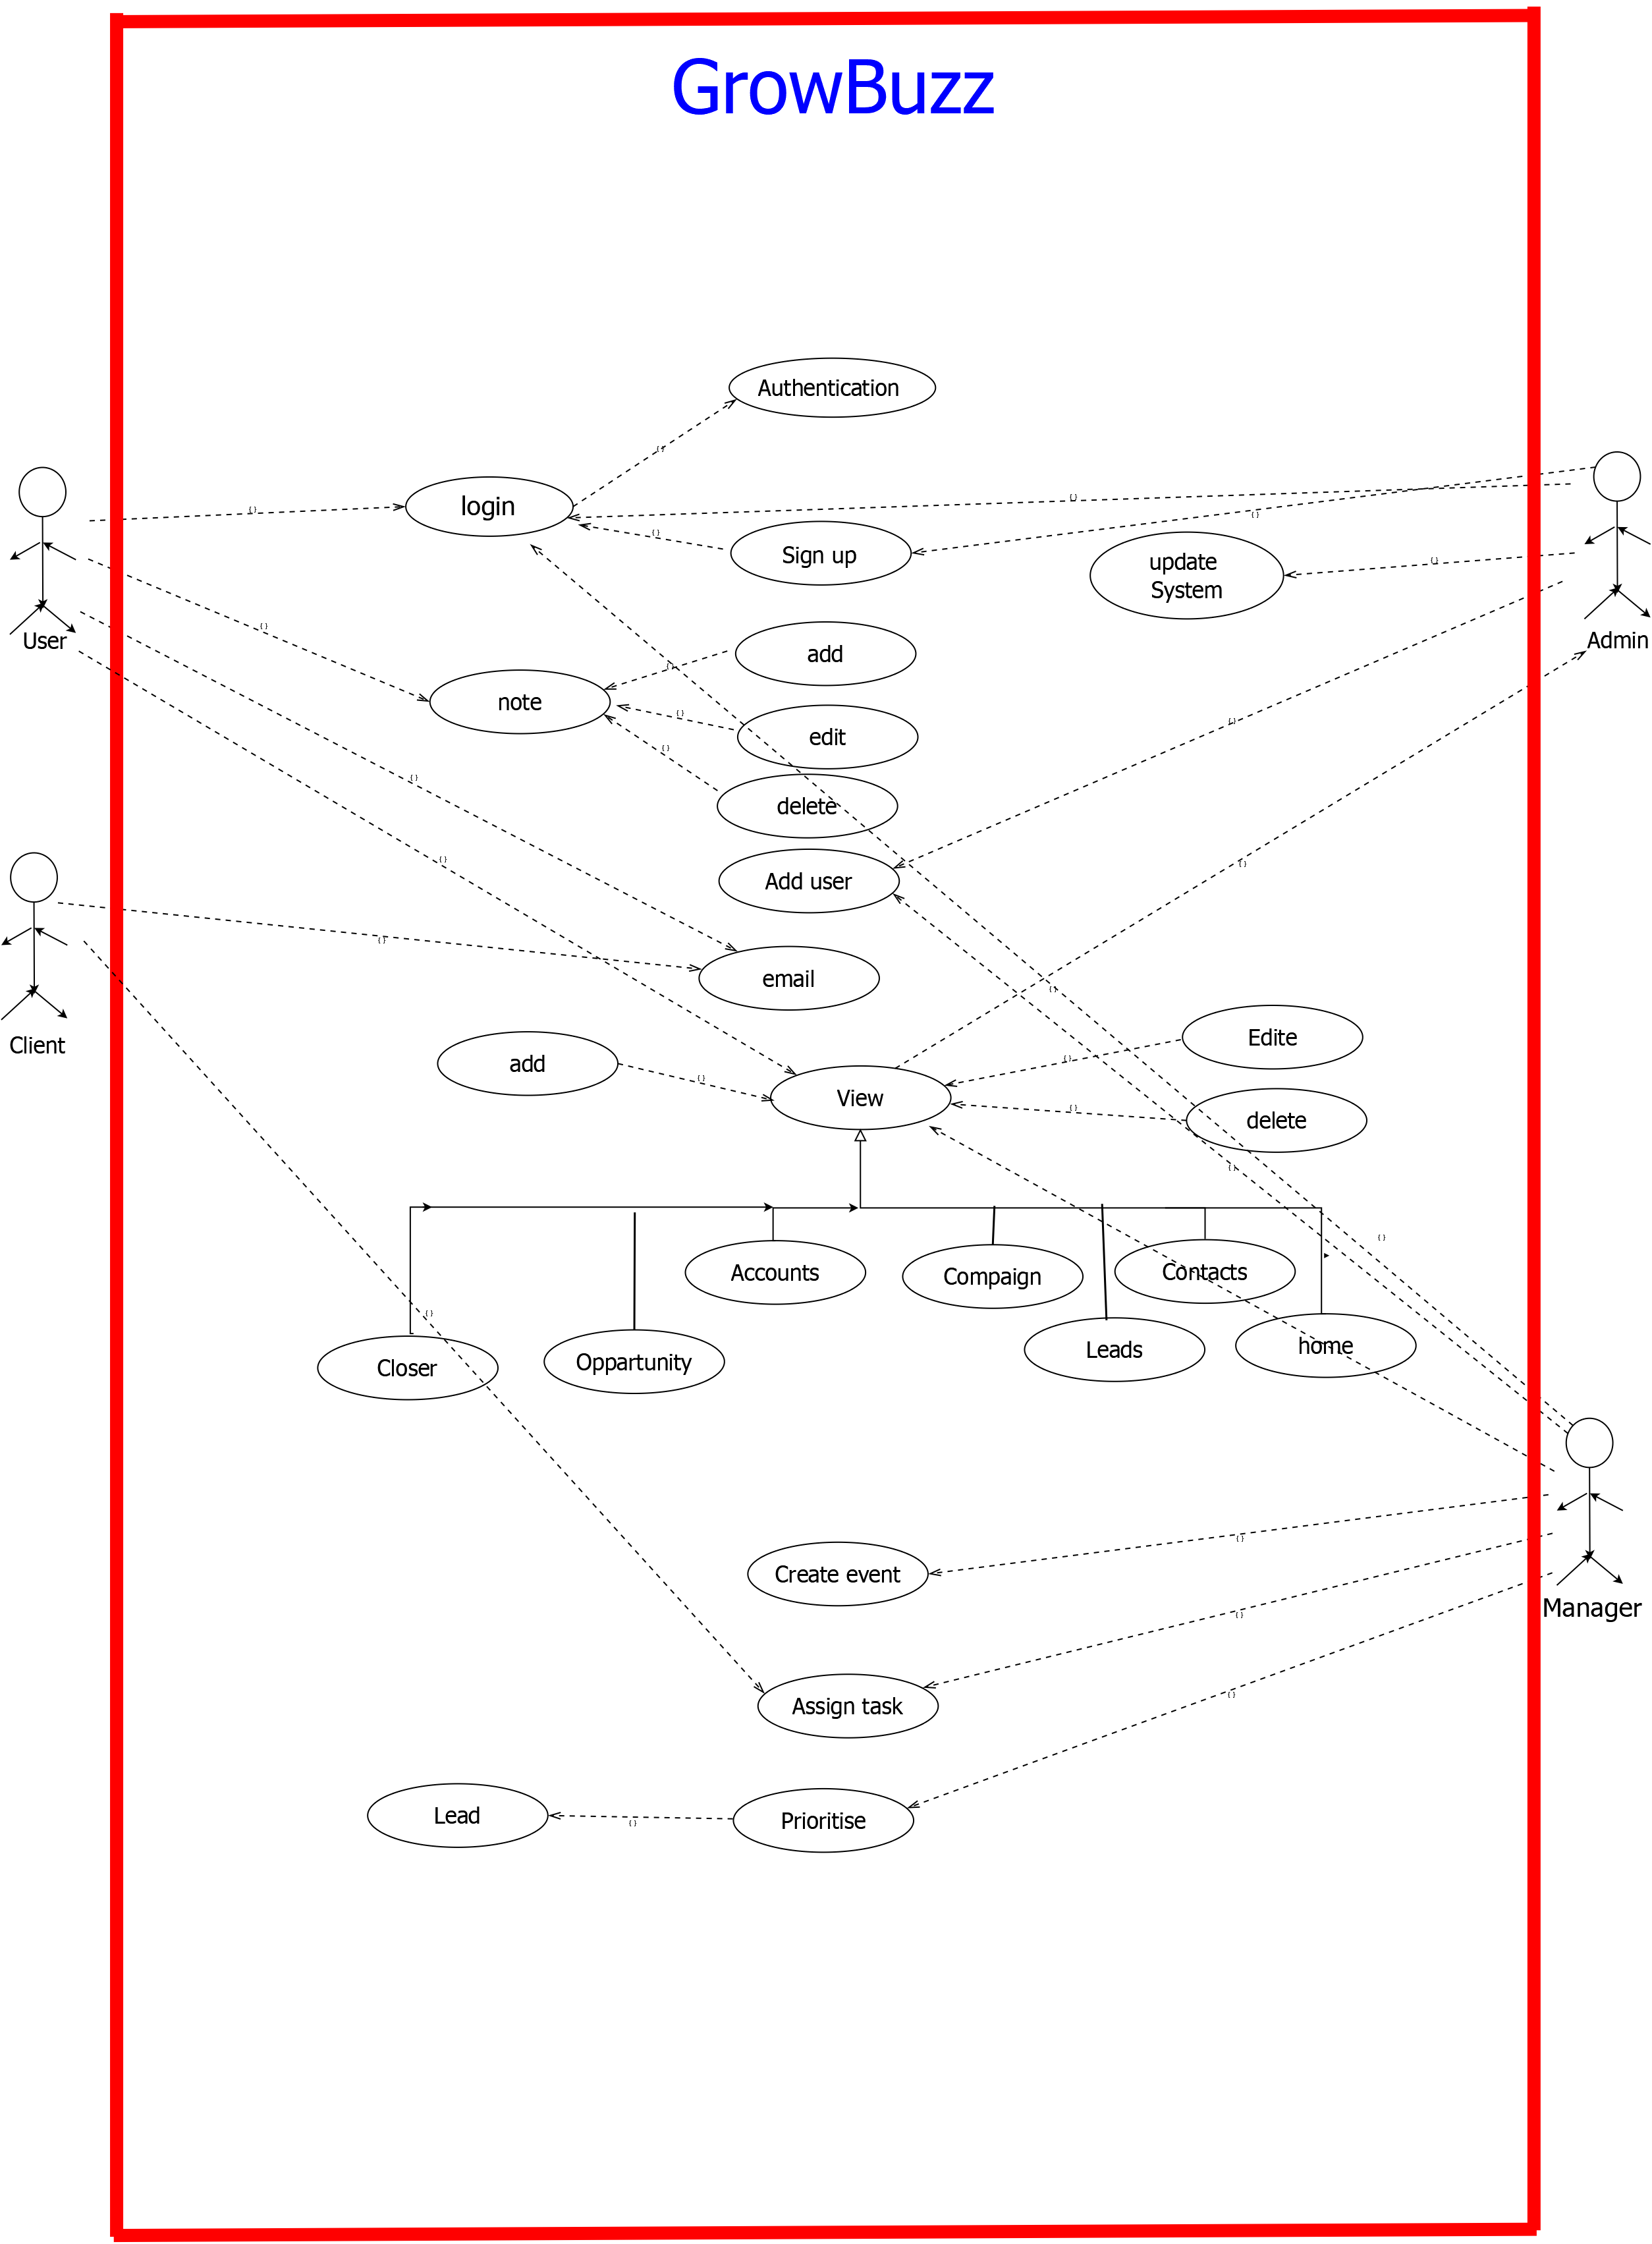 GrowBuzz
Authentication
login
Sign up
update
System
User
Admin
add
note
edit
delete
Add user
email
Client
Edite
add
View
delete
Accounts
Compaign
Contacts
Closer
Oppartunity
Leads
home
Create event
Manager
Assign task
Lead
Prioritise